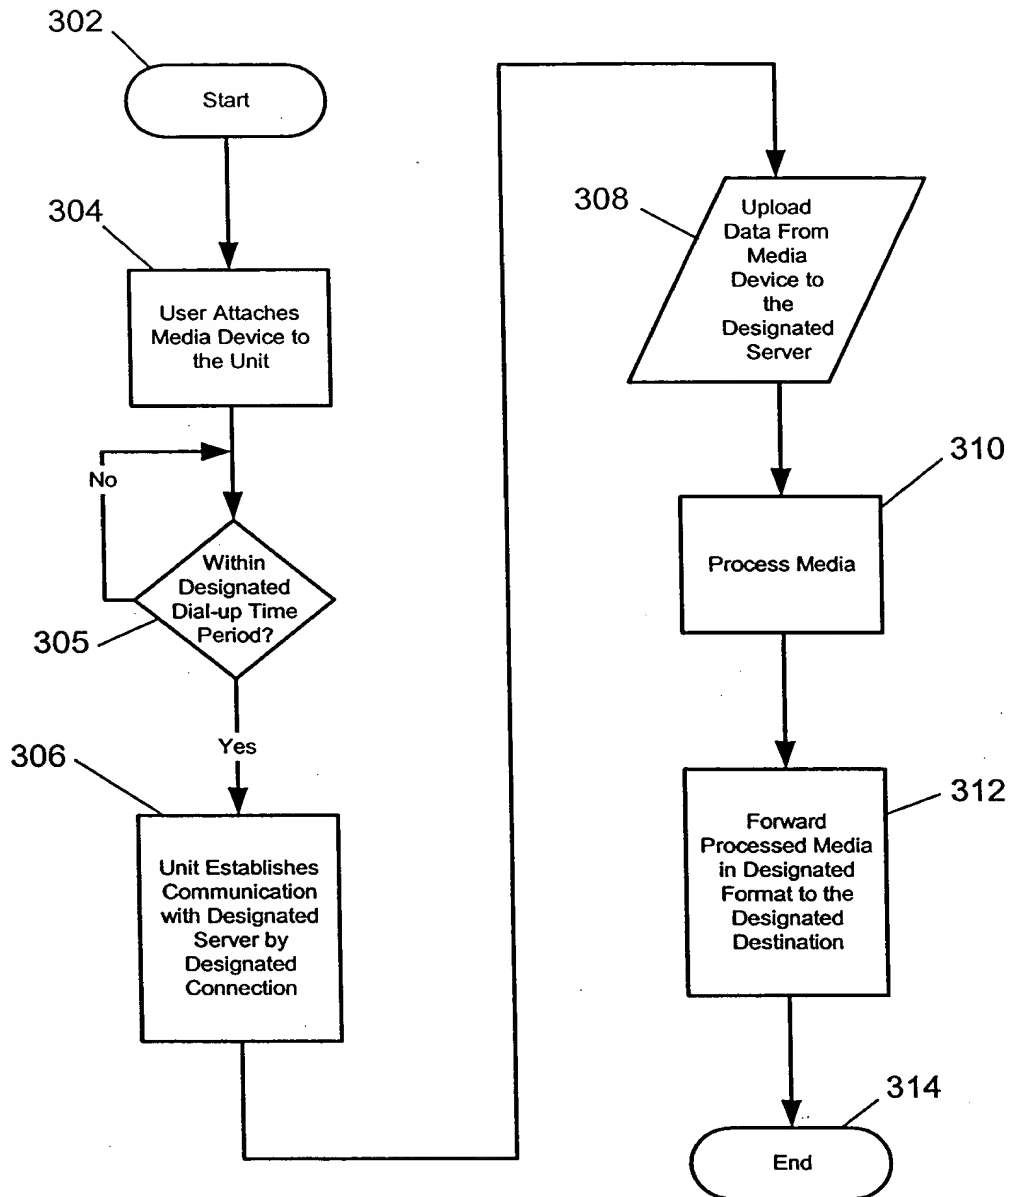 302
Start
304
User Attaches
Media Device to
the Unit
No
Within
Designated
Dial-up Time
Period?
305
Yes
306
Unit Establishes
Communication
with Designated
Server by
Designated
Connection
308
Upload
Data From
Media
Device to
the
Designated
Server
310
Process Media
312
Forward
Processed Media
in Designated
Format to the
Designated
Destination
314
End